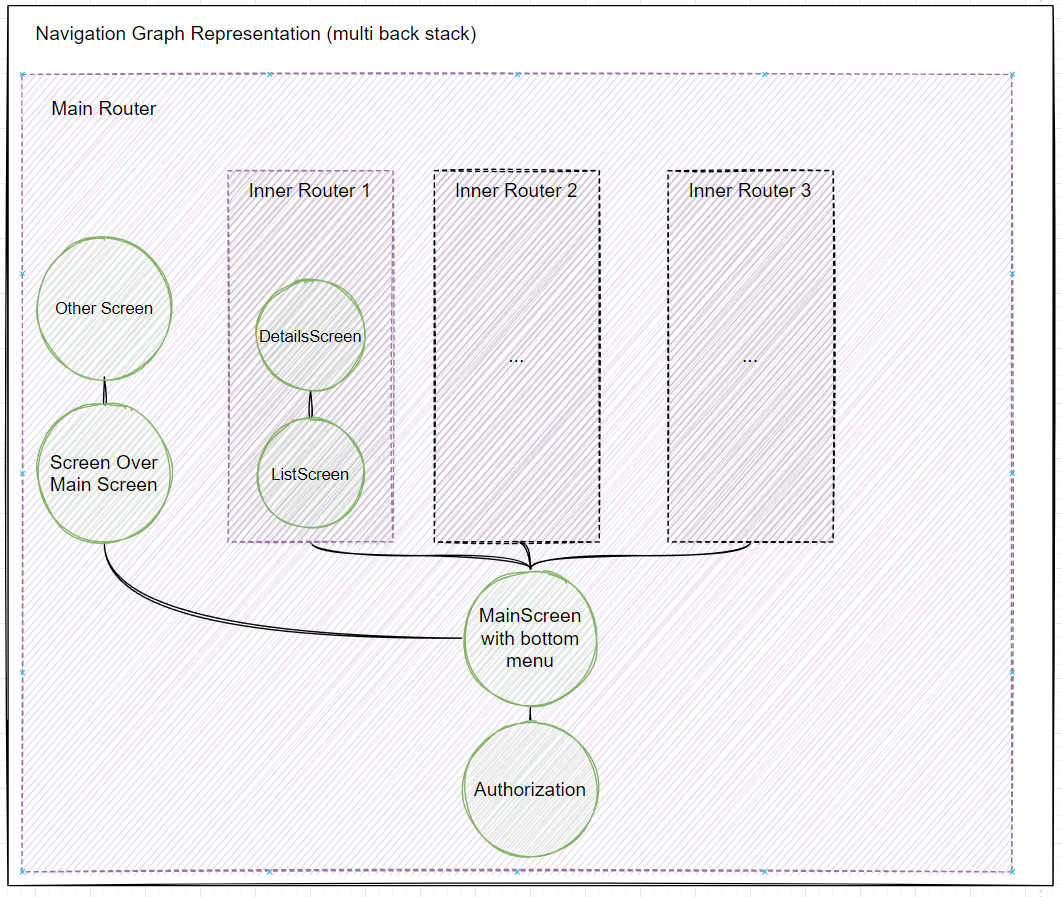 Navigation Graph Representation (multi back stack)
Main Router
Inner Router 1
Inner Router 2
Inner Router 3
Other Screen
DetailsScreen
...
...
Screen Over
Main Screen
ListScreen
MainScreen
with bottom
menu
Authorization